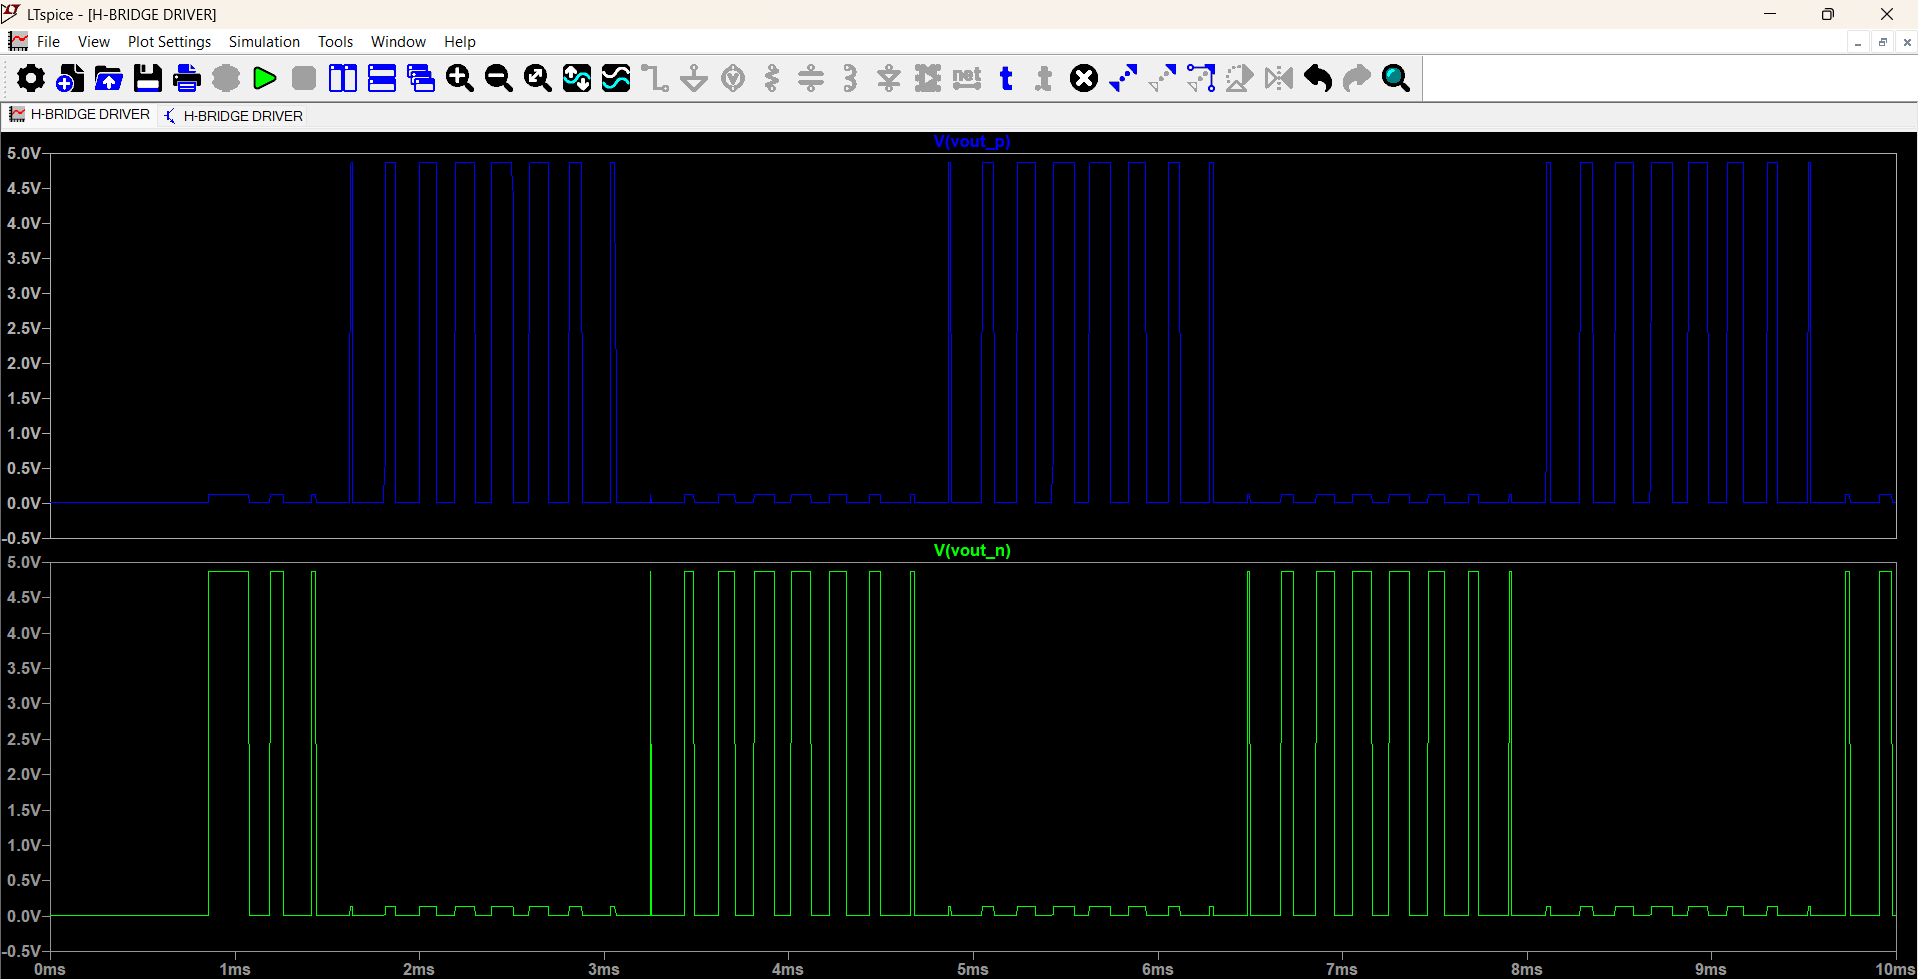 LTspice - [H-BRIDGE DRIVER]
File View Plot Settings Simulation Tools Window Help
net t .t
H-BRIDGE DRIVER H-BRIDGE DRIVER
V(vout_p)
5.0V
4.5V
4.0V
3.5V
3.0V
2.5V
2.0V
1.5V
1.0V
0.5V
0.0V
-0.5V
V(vout_n)
5.0V
4.5V
4.0V
3.5V
3.0V
2.5V
2.0V
1.5V
1.0V
0.5V
0.0V
-0.5V
0ms 1ms 2ms 3ms 4ms 5ms 6ms 7ms 8ms 9ms 10ms